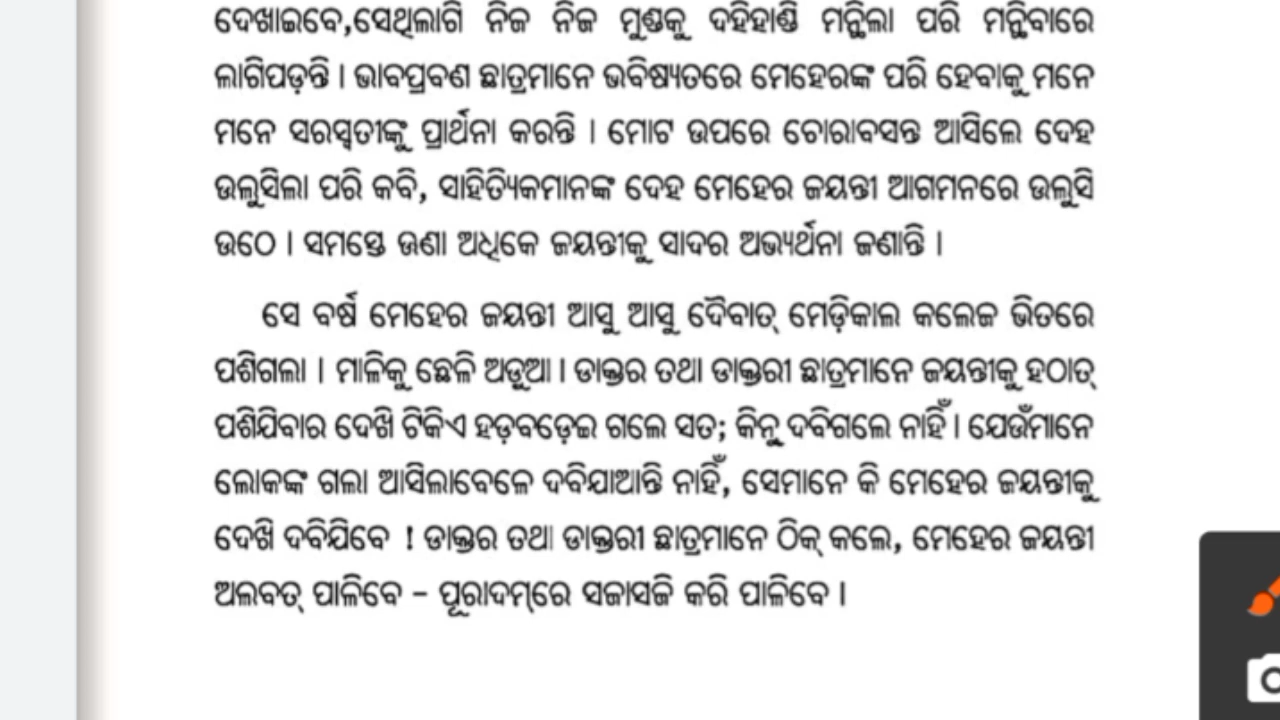 ଦେଖାଇବେ,ସେଥିଲାଗି ନିଜ ନିଜ ମୁଣ୍ଡକୁ ଦହିହାଣ୍ଡି ମନ୍ଥିଲା ପରି ମନ୍ଥିବାରେ
ଲାଗିପଡ଼ନ୍ତି । ଭାବପ୍ରବଣ ଛାତ୍ରମାନେ ଭବିଷ୍ୟତରେ ମେହେରଙ୍କ ପରି ହେବାକୁ ମନେ
ମନେ ସରସ୍ୱତୀଙ୍କୁ ପ୍ରାର୍ଥନା କରନ୍ତି । ମୋଟ ଉପରେ ଚୋରାବସନ୍ତ ଆସିଲେ ଦେହ
ଉଲୁସିଲା ପରି କବି, ସାହିତ୍ୟିକମାନଙ୍କ ଦେହ ମେହେର ଜୟନ୍ତୀ ଆଗମନରେ ଉଲୁସି
ଉଠେ । ସମସ୍ତେ ଊଣା ଅଧିକେ ଜୟନ୍ତୀକୁ ସାଦର ଅଭ୍ୟର୍ଥନା ଜଣାନ୍ତି ।
ସେ ବର୍ଷ ମେହେର ଜୟନ୍ତୀ ଆସୁ ଆସୁ ଦୈବାତ୍ ମେଡ଼ିକାଲ କଲେଜ ଭିତରେ
ପଶିଗଲା । ମାଳିକୁ ଛେଳି ଅଡୁଆ । ଡାକ୍ତର ତଥା ଡାକ୍ତରୀ ଛାତ୍ରମାନେ ଜୟନ୍ତୀକୁ ହଠାତ୍
ପଶିଯିବାର ଦେଖି ଟିକିଏ ହଡ଼ବଡ଼େଇ ଗଲେ ସତ; କିନ୍ତୁ ଦବିଗଲେ ନାହିଁ । ଯେଉଁମାନେ
ଲୋକଙ୍କ ଗଲା ଆସିଲାବେଳେ ଦବିଯାଆନ୍ତି ନାହିଁ, ସେମାନେ କି ମେହେର ଜୟନ୍ତୀକୁ
ଦେଖି ଦବିଯିବେ ! ଡାକ୍ତର ତଥା ଡାକ୍ତରୀ ଛାତ୍ରମାନେ ଠିକ୍ କଲେ, ମେହେର ଜୟନ୍ତୀ
ଅଲବତ୍ ପାଳିବେ – ପୂରାଦମ୍‌ରେ ସଜାସଜି କରି ପାଳିବେ ।